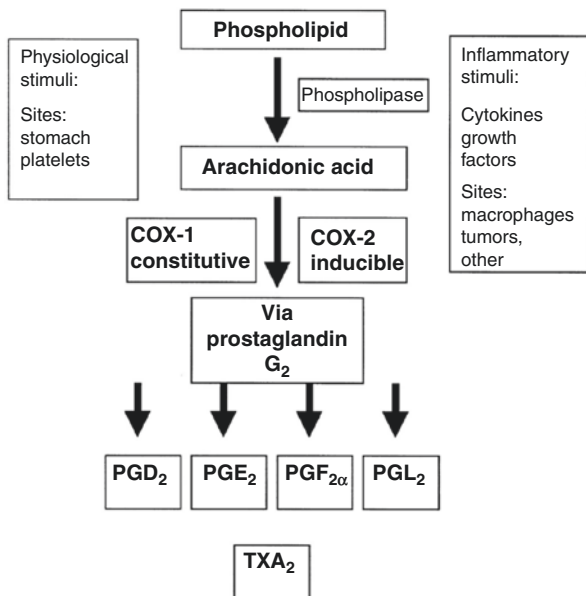 Phospholipid
Physiological
stimuli:
Sites:
stomach
platelets
Phospholipase
Inflammatory
stimuli:
Cytokines
growth
factors
Sites:
macrophages
tumors,
other
Arachidonic acid
COX-1
constitutive
COX-2
inducible
Via
prostaglandin
G₂
PGD₂
PGE₂
PGF₂α
PGL₂
TXA₂